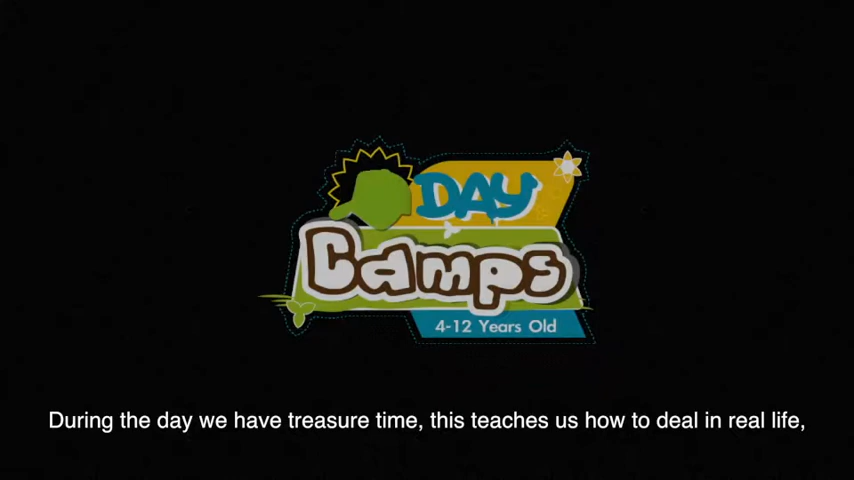 DAY
Camps
4-12 Years Old
During the day we have treasure time, this teaches us how to deal in real life,